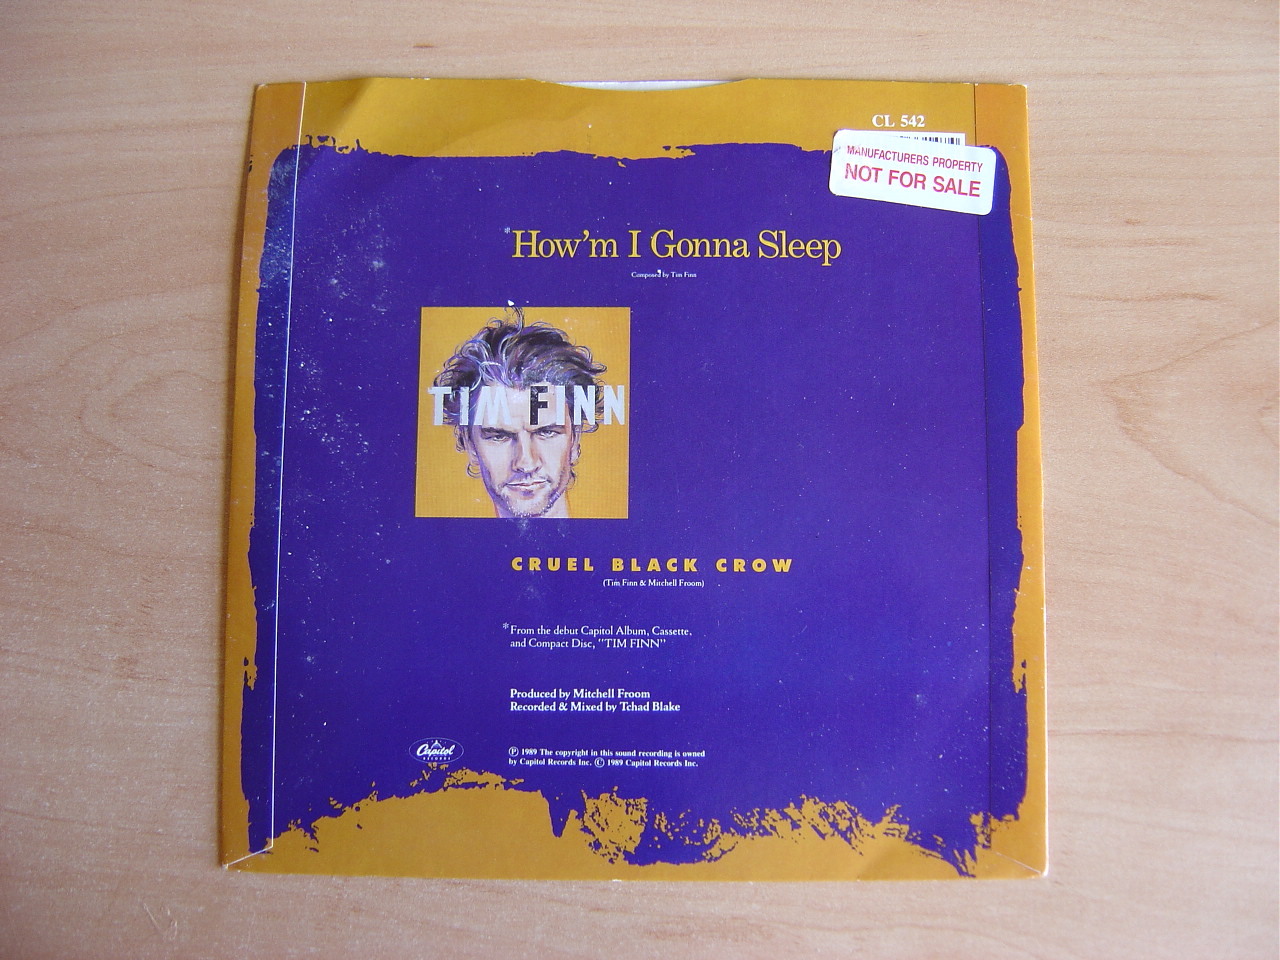 CL 542
MANUFACTURERS PROPERTY
NOT FOR SALE
*How'm I Gonna Sleep
Composed by Tim Finn
TIM FINN
CRUEL BLACK CROW
(Tim Finn & Mitchell Froom)
*From the debut Capitol Album, Cassette,
and Compact Disc, "TIM FINN"
Produced by Mitchell Froom
Recorded & Mixed by Tchad Blake
Capitol
RECORDS
Ⓟ 1989 The copyright in this sound recording is owned
by Capitol Records Inc. © 1989 Capitol Records Inc.